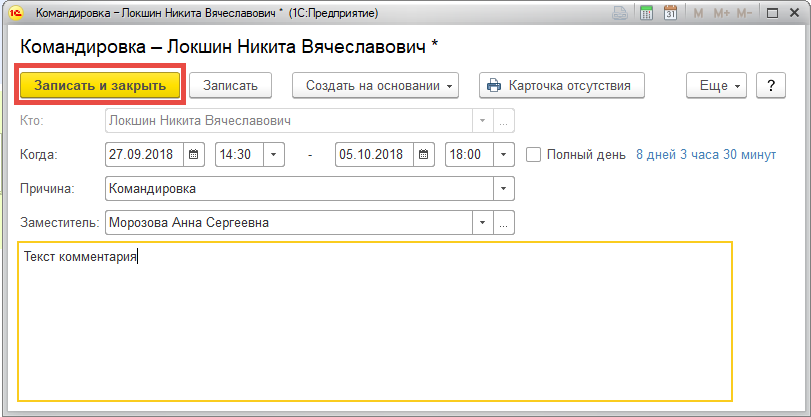 1С Командировка – Локшин Никита Вячеславович * (1С:Предприятие) 31 M M+ M-
Командировка – Локшин Никита Вячеславович *
Записать и закрыть Записать Создать на основании Карточка отсутствия Еще ?
Кто: Локшин Никита Вячеславович ...
Когда: 27.09.2018 14:30 - 05.10.2018 18:00 Полный день 8 дней 3 часа 30 минут
Причина: Командировка
Заместитель: Морозова Анна Сергеевна ...
Текст комментария